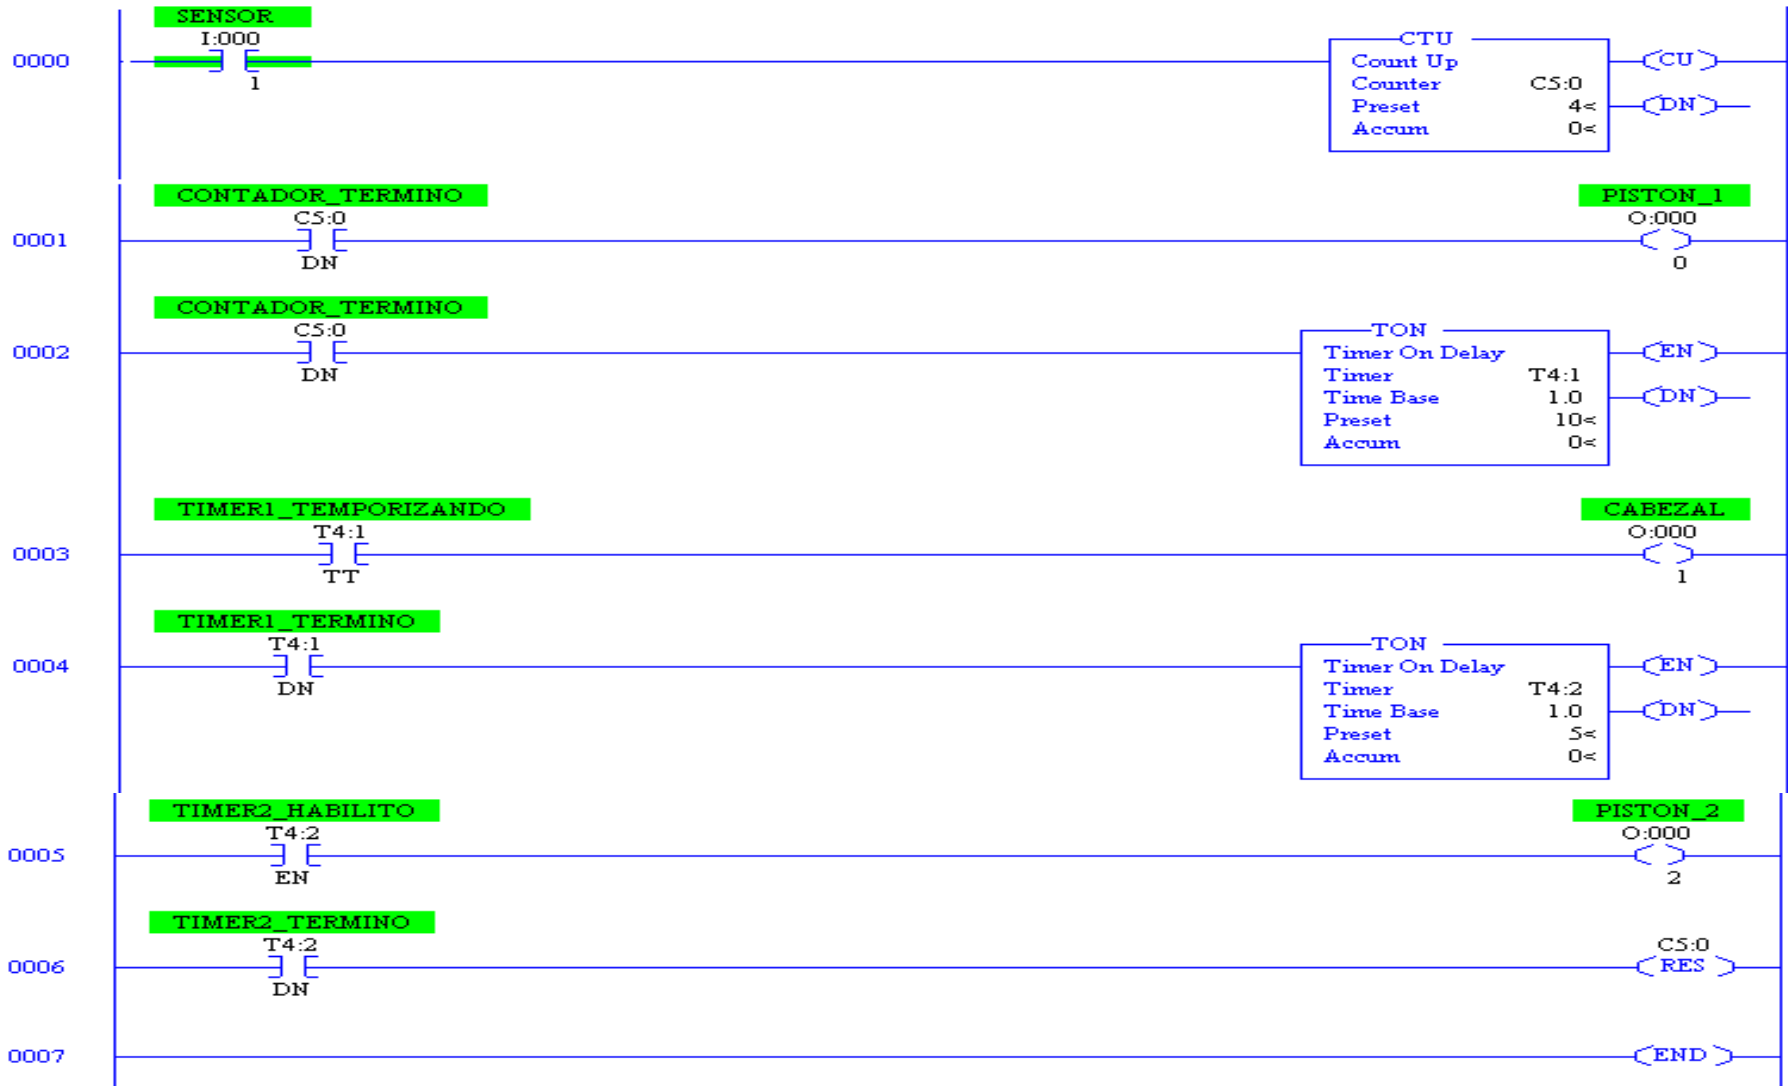 SENSOR
I:000
0000
1
CTU
Count Up
Counter C5:0
Preset 4<
Accum 0<
CU
DN
CONTADOR_TERMINO
C5:0
0001
DN
PISTON_1
O:000
0
CONTADOR_TERMINO
C5:0
0002
DN
TON
Timer On Delay
Timer T4:1
Time Base 1.0
Preset 10<
Accum 0<
EN
DN
TIMER1_TEMPORIZANDO
T4:1
0003
TT
CABEZAL
O:000
1
TIMER1_TERMINO
T4:1
0004
DN
TON
Timer On Delay
Timer T4:2
Time Base 1.0
Preset 5<
Accum 0<
EN
DN
TIMER2_HABILITO
T4:2
0005
EN
PISTON_2
O:000
2
TIMER2_TERMINO
T4:2
0006
DN
C5:0
RES
0007
END